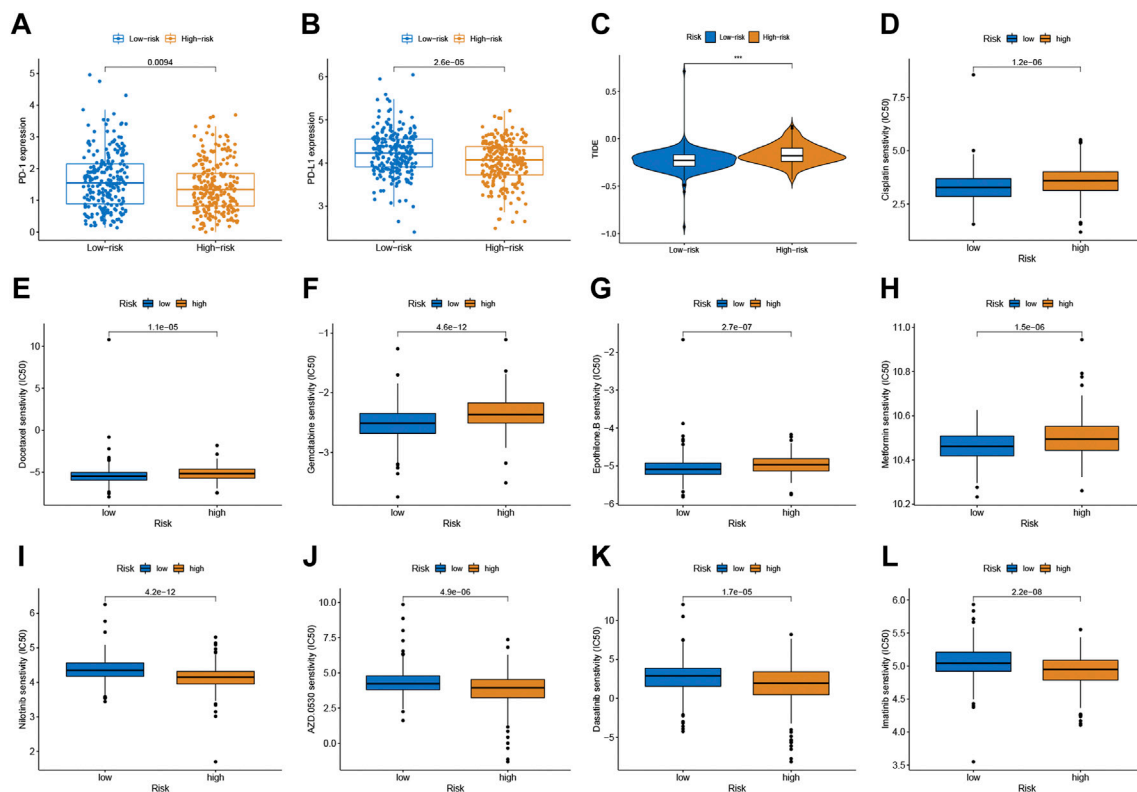 A
Low-risk High-risk
0.0094
PD-1 expression
5
4
3
2
1
0
Low-risk High-risk
B
Low-risk High-risk
2.6e-05
PD-L1 expression
6
5
4
3
Low-risk High-risk
C
Risk Low-risk High-risk
***
TIDE
0.5
0.0
-0.5
-1.0
Low-risk High-risk
D
Risk low high
1.2e-06
Cisplatin senstivity (IC50)
7.5
5.0
2.5
low high
Risk
E
Risk low high
1.1e-05
Docetaxel senstivity (IC50)
10
5
0
-5
low high
Risk
F
Risk low high
4.6e-12
Gemcitabine senstivity (IC50)
-1
-2
-3
low high
Risk
G
Risk low high
2.7e-07
Epothilone.B senstivity (IC50)
-2
-3
-4
-5
-6
low high
Risk
H
Risk low high
1.5e-06
Metformin senstivity (IC50)
11.0
10.8
10.6
10.4
10.2
low high
Risk
I
Risk low high
4.2e-12
Nilotinib senstivity (IC50)
6
5
4
3
2
low high
Risk
J
Risk low high
4.9e-06
AZD.0530 senstivity (IC50)
10.0
7.5
5.0
2.5
0.0
low high
Risk
K
Risk low high
1.7e-05
Dasatinib senstivity (IC50)
10
5
0
-5
low high
Risk
L
Risk low high
2.2e-08
Imatinib senstivity (IC50)
6.0
5.5
5.0
4.5
4.0
3.5
low high
Risk